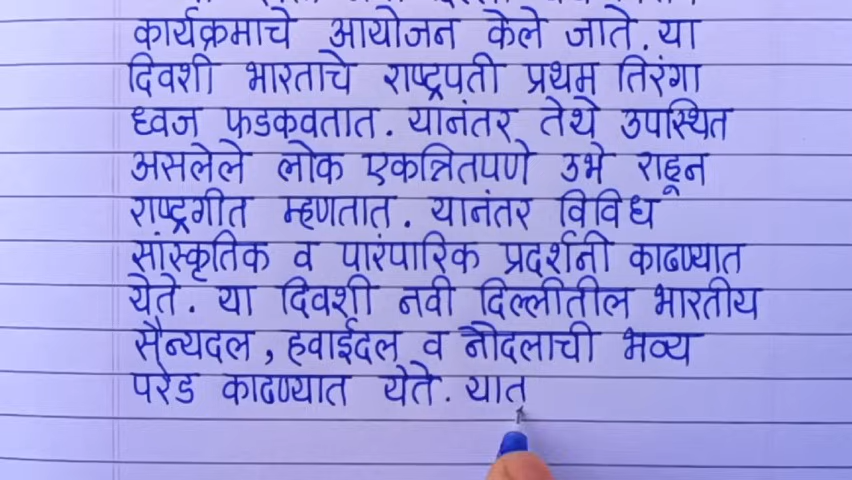 कार्यक्रमाचे आयोजन केले जाते. या
दिवशी भारताचे राष्ट्रपती प्रथम तिरंगा
ध्वज फडकवतात. यानंतर तेथे उपस्थित
असलेले लोक एकत्रितपणे उभे राहून
राष्ट्रगीत म्हणतात. यानंतर विविध
सांस्कृतिक व पारंपारिक प्रदर्शनी काढण्यात
येते. या दिवशी नवी दिल्लीतील भारतीय
सैन्यदल, हवाईदल व नौदलाची भव्य
परेड काढण्यात येते. यात